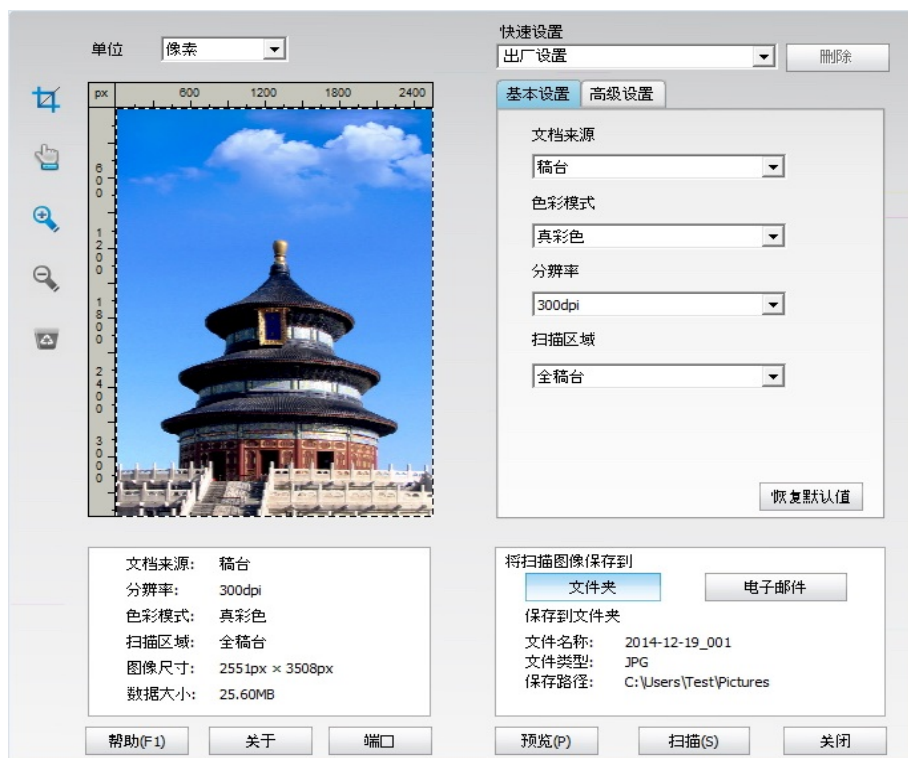 单位 像素
快速设置
出厂设置 删除
px 600 1200 1800 2400
600
1200
1800
2400
3000
基本设置 高级设置
文档来源
稿台
色彩模式
真彩色
分辨率
300dpi
扫描区域
全稿台
恢复默认值
文档来源: 稿台
分辨率: 300dpi
色彩模式: 真彩色
扫描区域: 全稿台
图像尺寸: 2551px × 3508px
数据大小: 25.60MB
将扫描图像保存到
文件夹 电子邮件
保存到文件夹
文件名称: 2014-12-19_001
文件类型: JPG
保存路径: C:\Users\Test\Pictures
帮助(F1) 关于 端口 预览(P) 扫描(S) 关闭